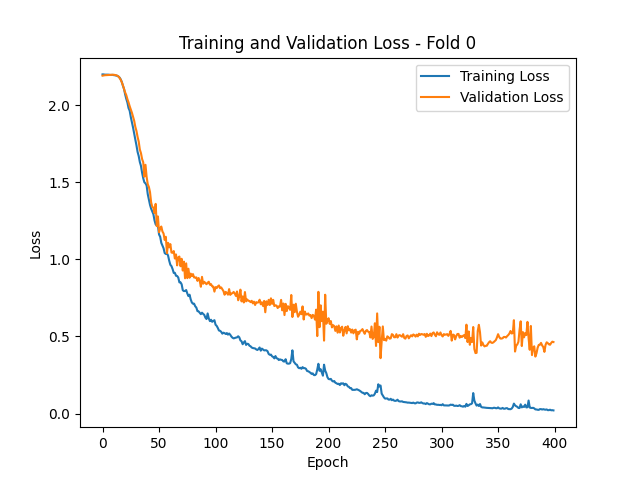 Training and Validation Loss - Fold 0
Training Loss
Validation Loss
Loss
2.0
1.5
1.0
0.5
0.0
0 50 100 150 200 250 300 350 400
Epoch